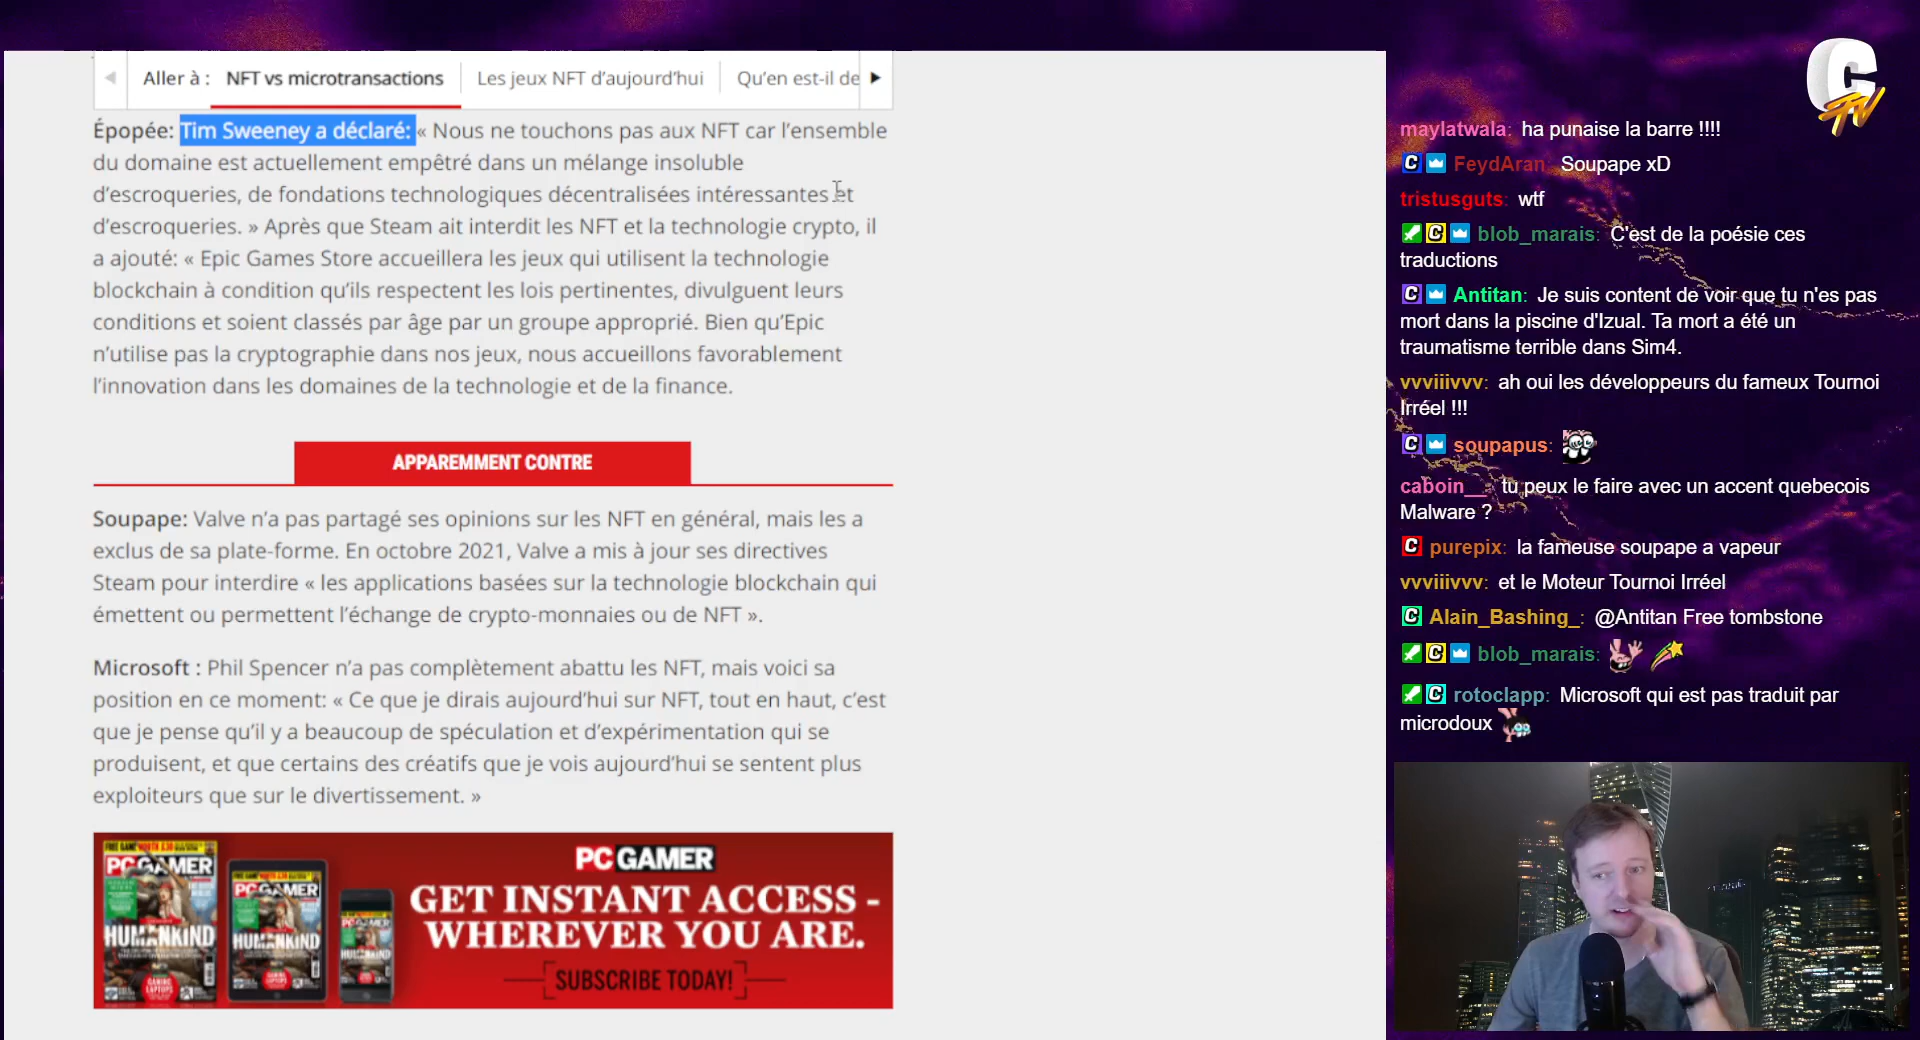 Aller à : NFT vs microtransactions Les jeux NFT d'aujourd'hui Qu'en est-il de
Épopée: Tim Sweeney a déclaré: « Nous ne touchons pas aux NFT car l'ensemble
du domaine est actuellement empêtré dans un mélange insoluble
d'escroqueries, de fondations technologiques décentralisées intéressantes et
d'escroqueries. » Après que Steam ait interdit les NFT et la technologie crypto, il
a ajouté: « Epic Games Store accueillera les jeux qui utilisent la technologie
blockchain à condition qu'ils respectent les lois pertinentes, divulguent leurs
conditions et soient classés par âge par un groupe approprié. Bien qu'Epic
n'utilise pas la cryptographie dans nos jeux, nous accueillons favorablement
l'innovation dans les domaines de la technologie et de la finance.
APPAREMMENT CONTRE
Soupape: Valve n'a pas partagé ses opinions sur les NFT en général, mais les a
exclus de sa plate-forme. En octobre 2021, Valve a mis à jour ses directives
Steam pour interdire « les applications basées sur la technologie blockchain qui
émettent ou permettent l'échange de crypto-monnaies ou de NFT ».
Microsoft : Phil Spencer n'a pas complètement abattu les NFT, mais voici sa
position en ce moment: « Ce que je dirais aujourd'hui sur NFT, tout en haut, c'est
que je pense qu'il y a beaucoup de spéculation et d'expérimentation qui se
produisent, et que certains des créatifs que je vois aujourd'hui se sentent plus
exploiteurs que sur le divertissement. »
PC GAMER
PC GAMER
HUMANKIND
HUMANKIND
PC GAMER
GET INSTANT ACCESS -
WHEREVER YOU ARE.
SUBSCRIBE TODAY!
C TV
maylatwala: ha punaise la barre !!!!
C FeydAran: Soupape xD
tristusguts: wtf
C blob_marais: C'est de la poésie ces
traductions
C Antitan: Je suis content de voir que tu n'es pas
mort dans la piscine d'Izual. Ta mort a été un
traumatisme terrible dans Sim4.
vvviiivvv: ah oui les développeurs du fameux Tournoi
Irréel !!!
C soupapus:
caboin__: tu peux le faire avec un accent quebecois
Malware ?
C purepix: la fameuse soupape a vapeur
vvviiivvv: et le Moteur Tournoi Irréel
C Alain_Bashing_: @Antitan Free tombstone
C blob_marais:
C rotoclapp: Microsoft qui est pas traduit par
microdoux